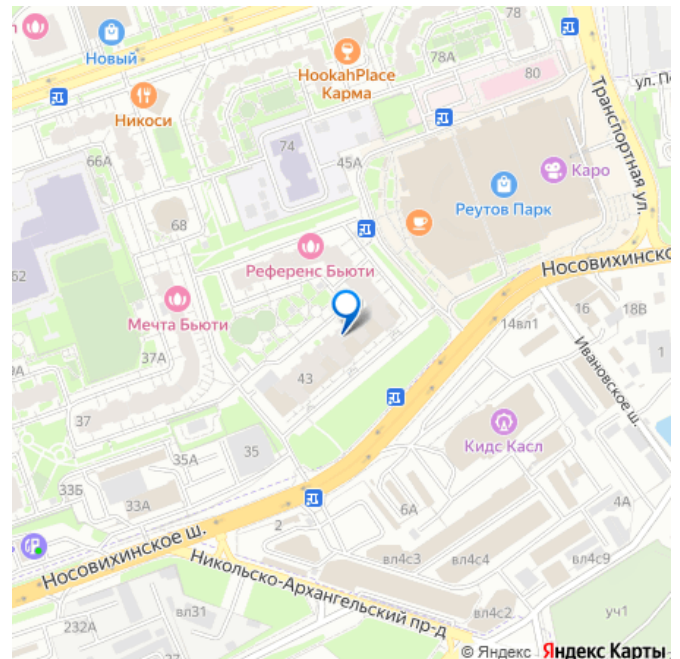 78
Новый
78А
HookahPlace
Карма
80
Никоси
ул. П
Транспортная ул.
66А
74
45А
Каро
Реутов Парк
68
62
Референс Бьюти
Носовихинско
Мечта Бьюти
16
18В
14вл1
37А
1
Ивановское ш.
9А
43
37
35
Кидс Касл
35А
33Б
33А
6А
4А
2
вл4с3
вл4с4
вл4с9
Носовихинское ш.
Никольско-Архангельский пр-д
вл31
вл4с2
уч1
232А
© Яндекс Яндекс Карты